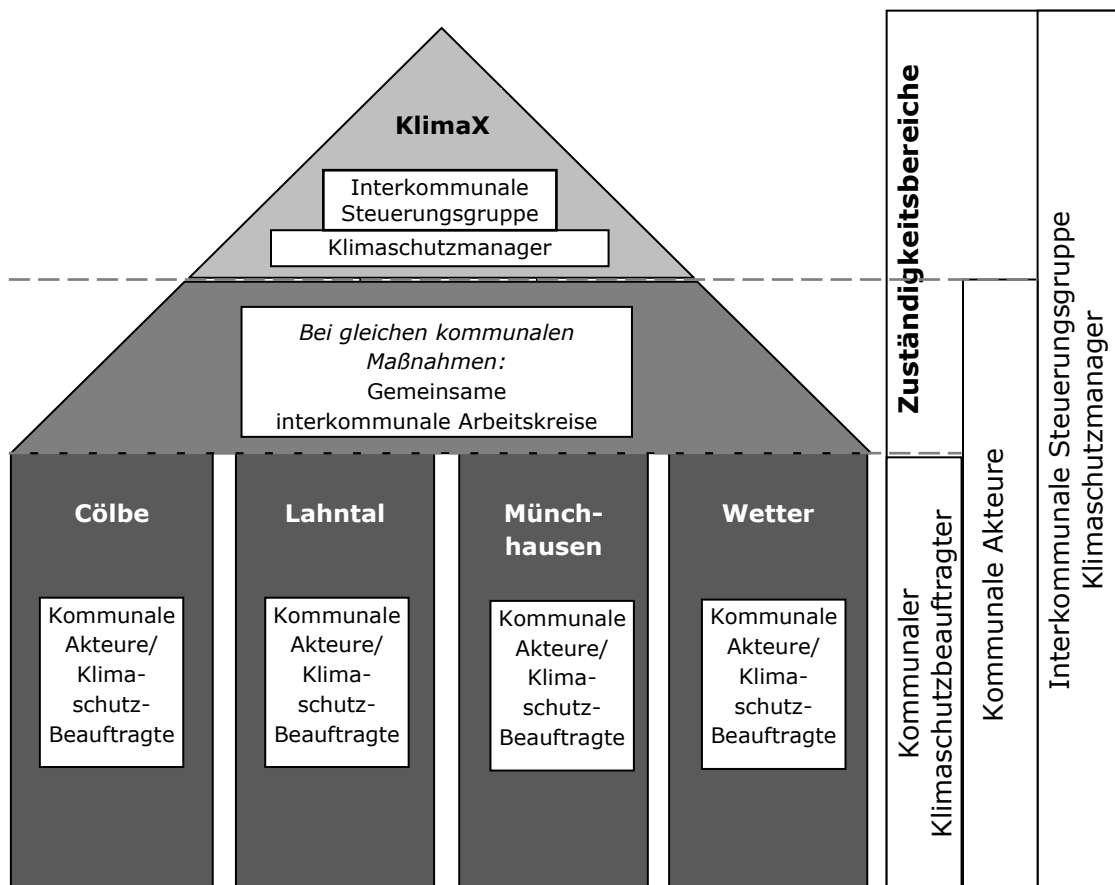 KlimaX
Interkommunale
Steuerungsgruppe
Klimaschutzmanager
Bei gleichen kommunalen
Maßnahmen:
Gemeinsame
interkommunale Arbeitskreise
Cölbe
Kommunale
Akteure/
Klima-
schutz-
Beauftragte
Lahntal
Kommunale
Akteure/
Klima-
schutz-
Beauftragte
Münch-
hausen
Kommunale
Akteure/
Klima-
schutz-
Beauftragte
Wetter
Kommunale
Akteure/
Klima-
schutz-
Beauftragte
Zuständigkeitsbereiche
Kommunaler
Klimaschutzbeauftragter
Kommunale Akteure
Interkommunale Steuerungsgruppe
Klimaschutzmanager